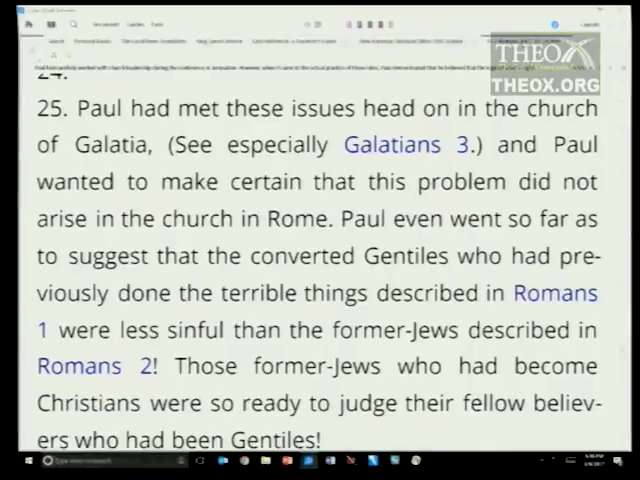 THEOX
THEOX.ORG
24.
25. Paul had met these issues head on in the church
of Galatia, (See especially Galatians 3.) and Paul
wanted to make certain that this problem did not
arise in the church in Rome. Paul even went so far as
to suggest that the converted Gentiles who had pre-
viously done the terrible things described in Romans
1 were less sinful than the former-Jews described in
Romans 2! Those former-Jews who had become
Christians were so ready to judge their fellow believ-
ers who had been Gentiles!